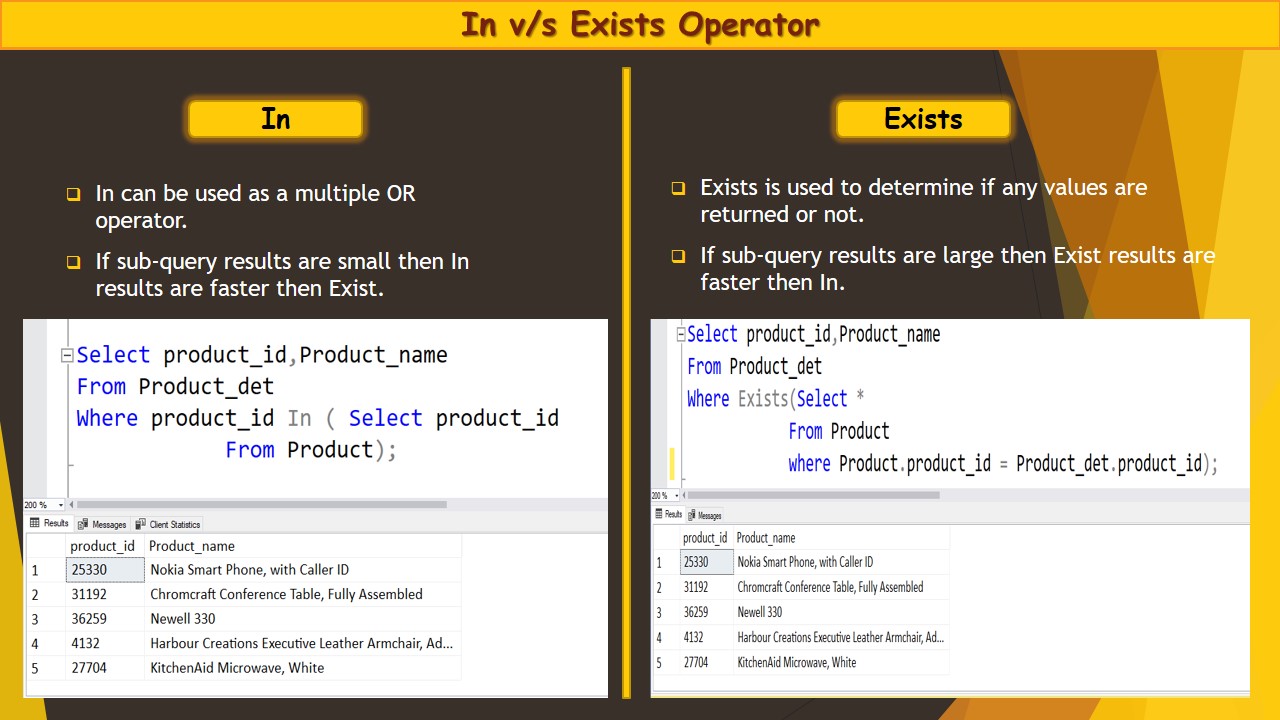 In v/s Exists Operator
In
In can be used as a multiple OR
operator.
If sub-query results are small then In
results are faster then Exist.
Select product_id,Product_name
From Product_det
Where product_id In ( Select product_id
From Product);
200 %
Results Messages Client Statistics
product_id Product_name
1 25330 Nokia Smart Phone, with Caller ID
2 31192 Chromcraft Conference Table, Fully Assembled
3 36259 Newell 330
4 4132 Harbour Creations Executive Leather Armchair, Ad...
5 27704 KitchenAid Microwave, White
Exists
Exists is used to determine if any values are
returned or not.
If sub-query results are large then Exist results are
faster then In.
Select product_id,Product_name
From Product_det
Where Exists(Select *
From Product
where Product.product_id = Product_det.product_id);
200 %
Results Messages
product_id Product_name
1 25330 Nokia Smart Phone, with Caller ID
2 31192 Chromcraft Conference Table, Fully Assembled
3 36259 Newell 330
4 4132 Harbour Creations Executive Leather Armchair, Ad...
5 27704 KitchenAid Microwave, White